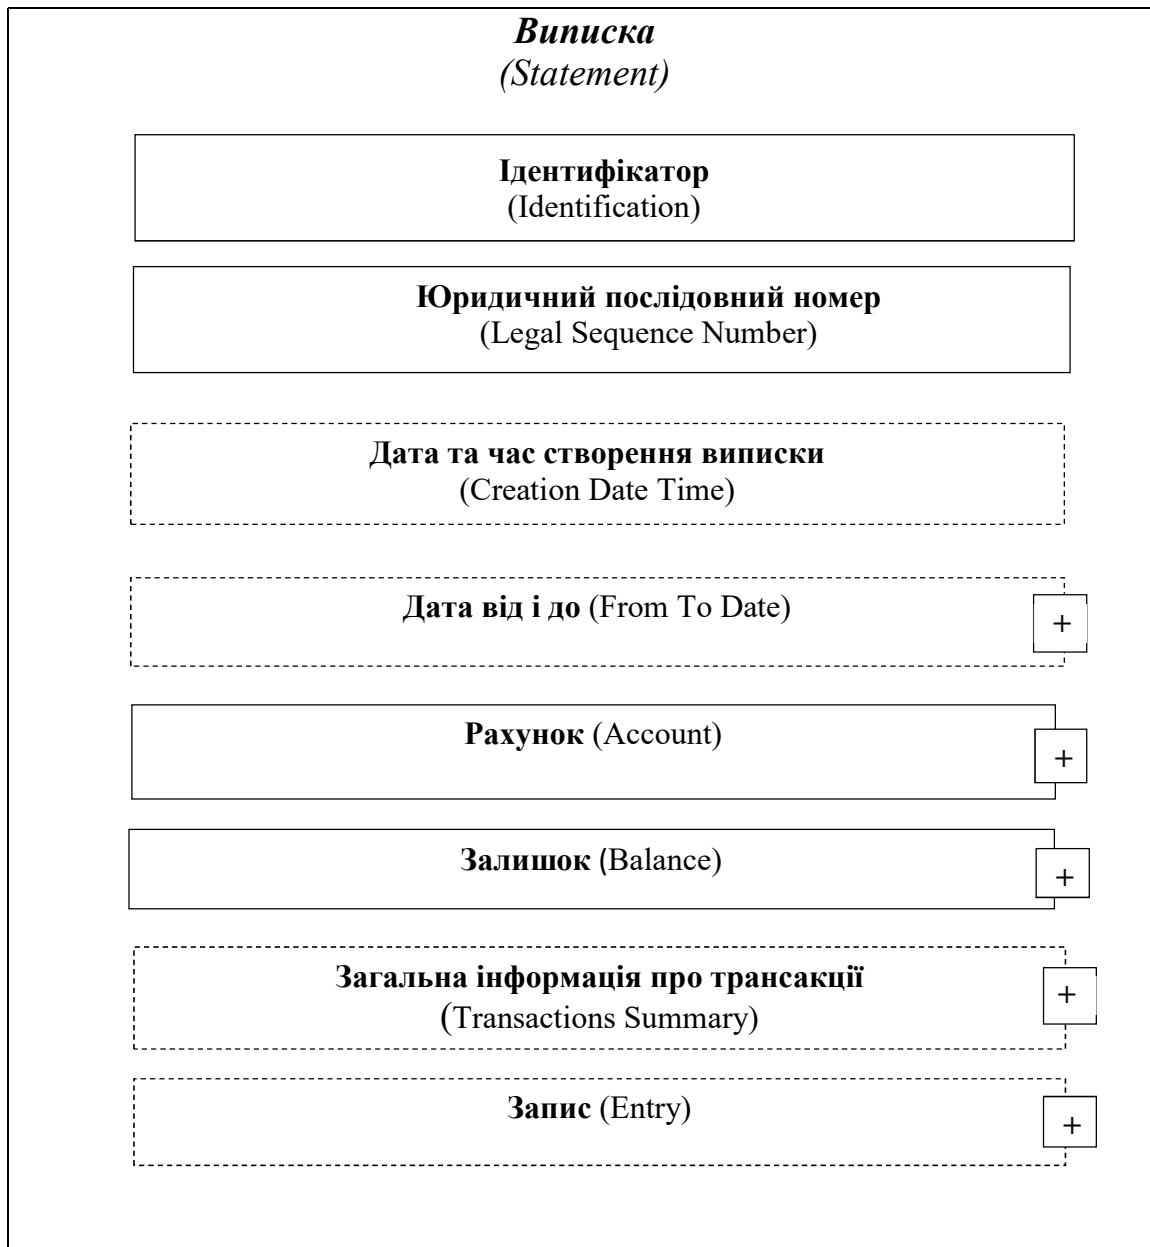 Виписка
(Statement)
Ідентифікатор
(Identification)
Юридичний послідовний номер
(Legal Sequence Number)
Дата та час створення виписки
(Creation Date Time)
Дата від і до (From To Date)
+
Рахунок (Account)
+
Залишок (Balance)
+
Загальна інформація про трансакції
(Transactions Summary)
+
Запис (Entry)
+